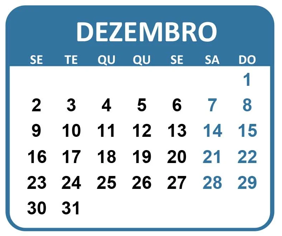 DEZEMBRO
SE TE QU QU SE SA DO
1
2 3 4 5 6 7 8
9 10 11 12 13 14 15
16 17 18 19 20 21 22
23 24 25 26 27 28 29
30 31